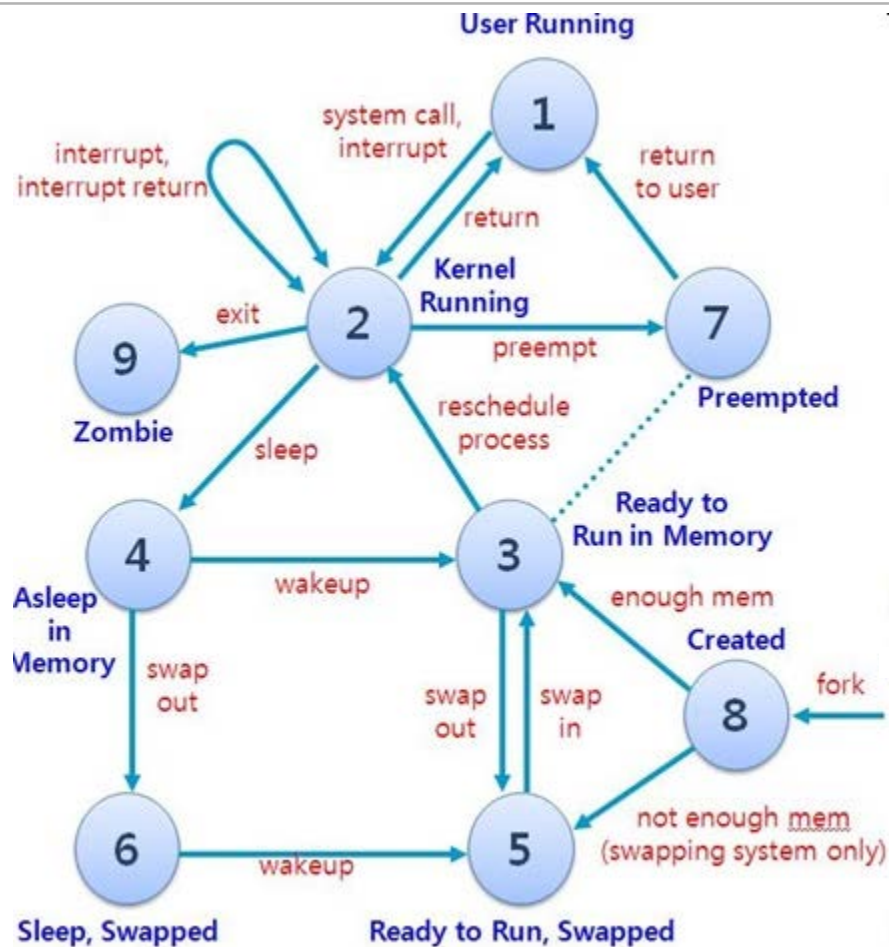 User Running
1
system call,
interrupt
interrupt,
interrupt return
return
to user
return
Kernel
Running
2
7
exit
9
preempt
Preempted
Zombie
reschedule
process
sleep
Ready to
Run in Memory
4
3
wakeup
Asleep
in
Memory
enough mem
Created
swap
out
swap
out
swap
in
fork
8
not enough mem
(swapping system only)
6
5
wakeup
Sleep, Swapped
Ready to Run, Swapped